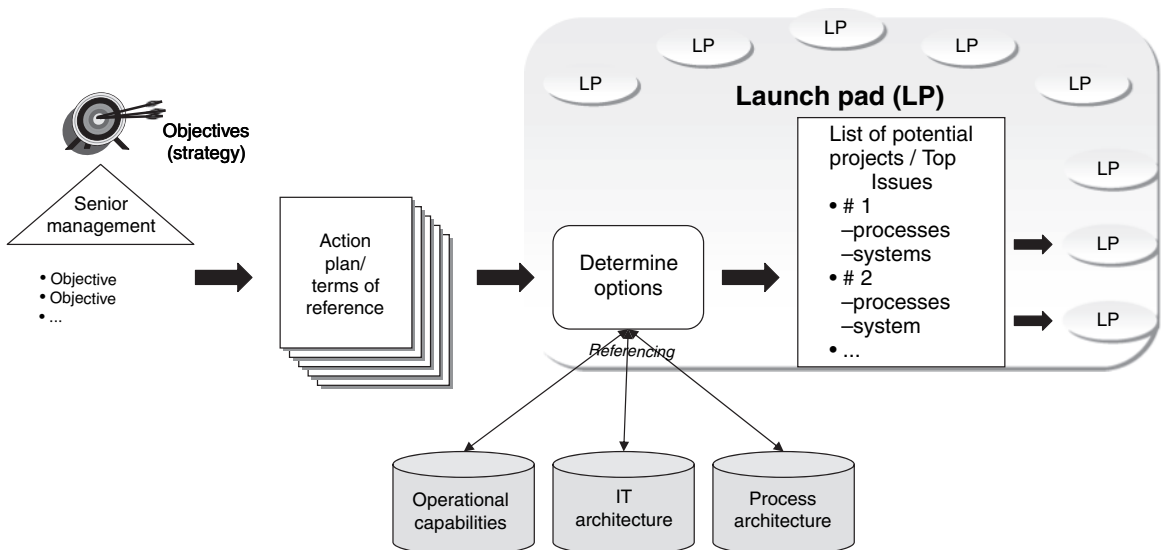 LP
LP
LP
LP
LP
Launch pad (LP)
Objectives
(strategy)
Senior
management
• Objective
• Objective
• ...
Action
plan/
terms of
reference
Determine
options
Referencing
List of potential
projects / Top
Issues
• # 1
–processes
–systems
• # 2
–processes
–system
• ...
LP
LP
LP
Operational
capabilities
IT
architecture
Process
architecture